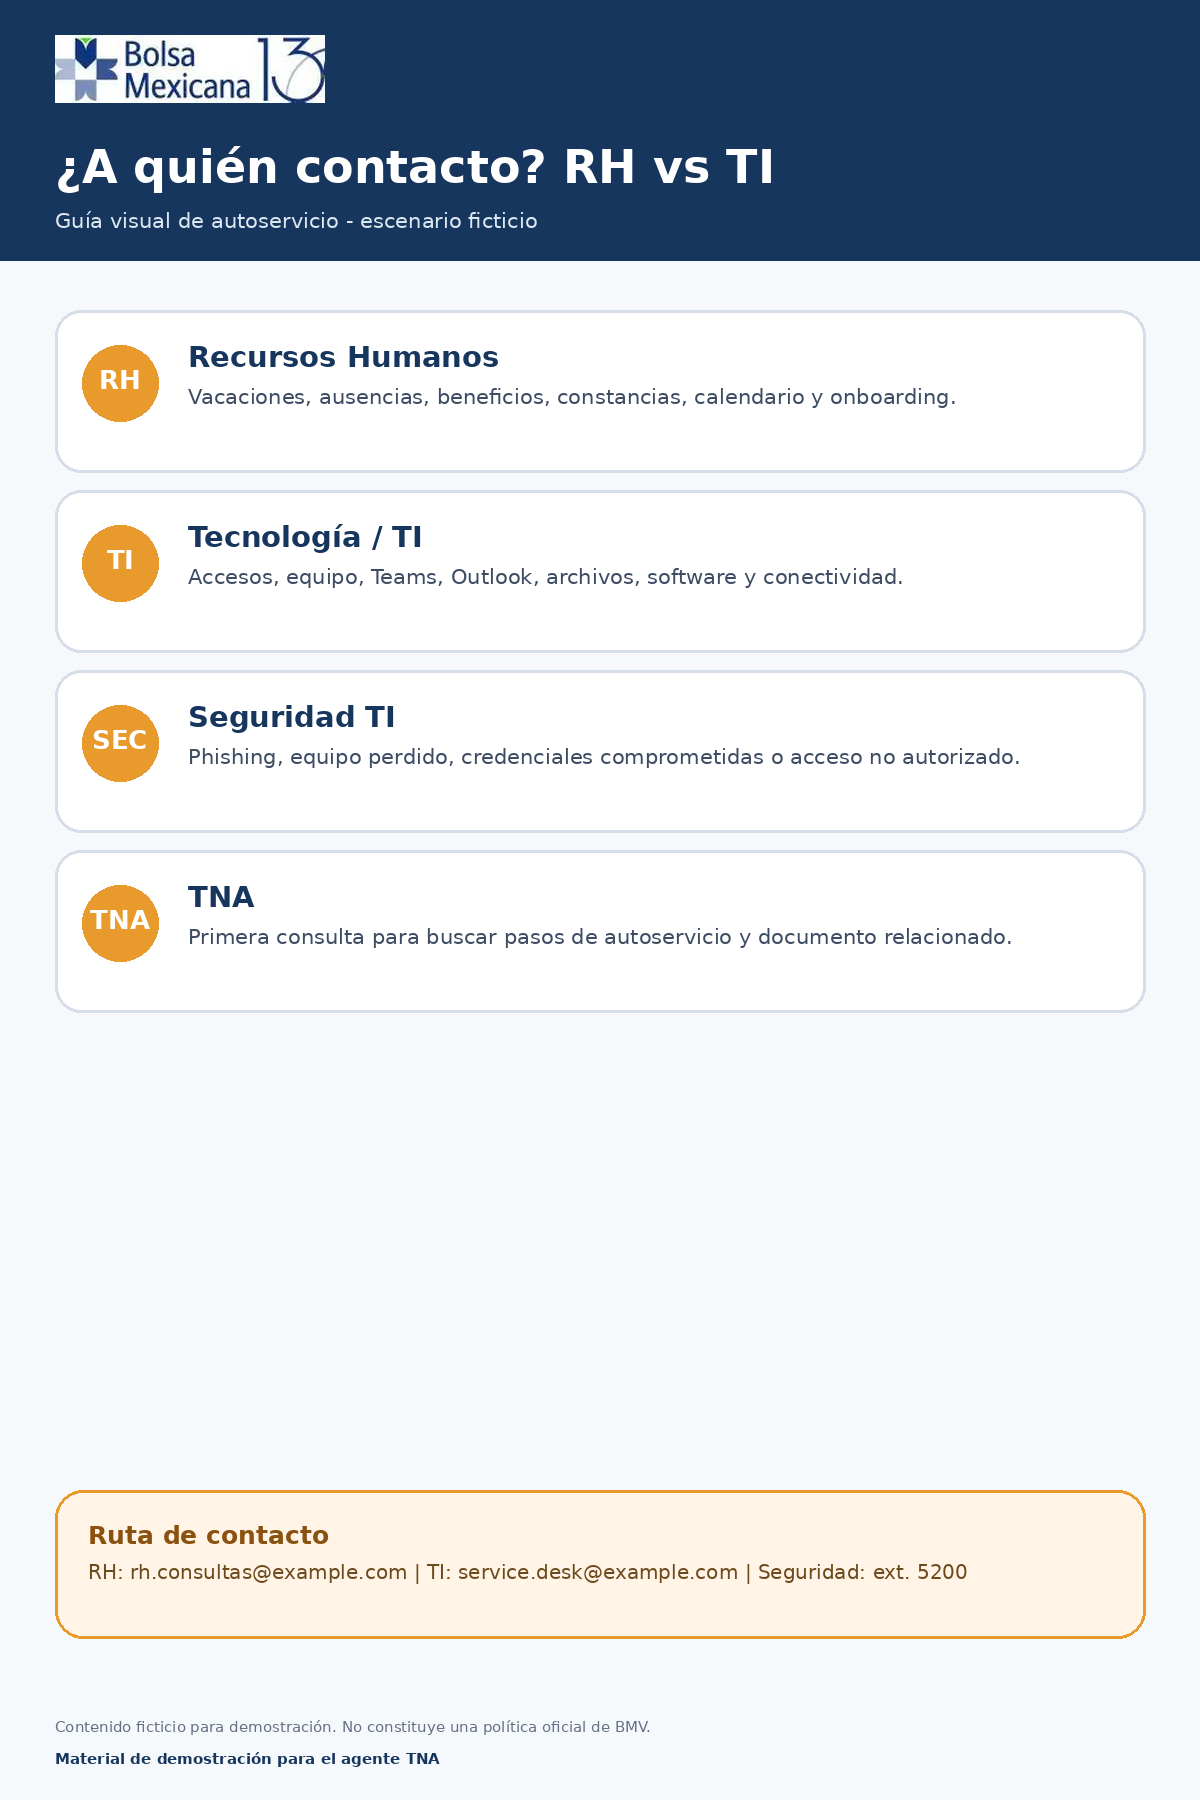 Bolsa
Mexicana
13
¿A quién contacto? RH vs TI
Guía visual de autoservicio - escenario ficticio
RH
Recursos Humanos
Vacaciones, ausencias, beneficios, constancias, calendario y onboarding.
TI
Tecnología / TI
Accesos, equipo, Teams, Outlook, archivos, software y conectividad.
SEC
Seguridad TI
Phishing, equipo perdido, credenciales comprometidas o acceso no autorizado.
TNA
TNA
Primera consulta para buscar pasos de autoservicio y documento relacionado.
Ruta de contacto
RH: rh.consultas@example.com | TI: service.desk@example.com | Seguridad: ext. 5200
Contenido ficticio para demostración. No constituye una política oficial de BMV.
Material de demostración para el agente TNA